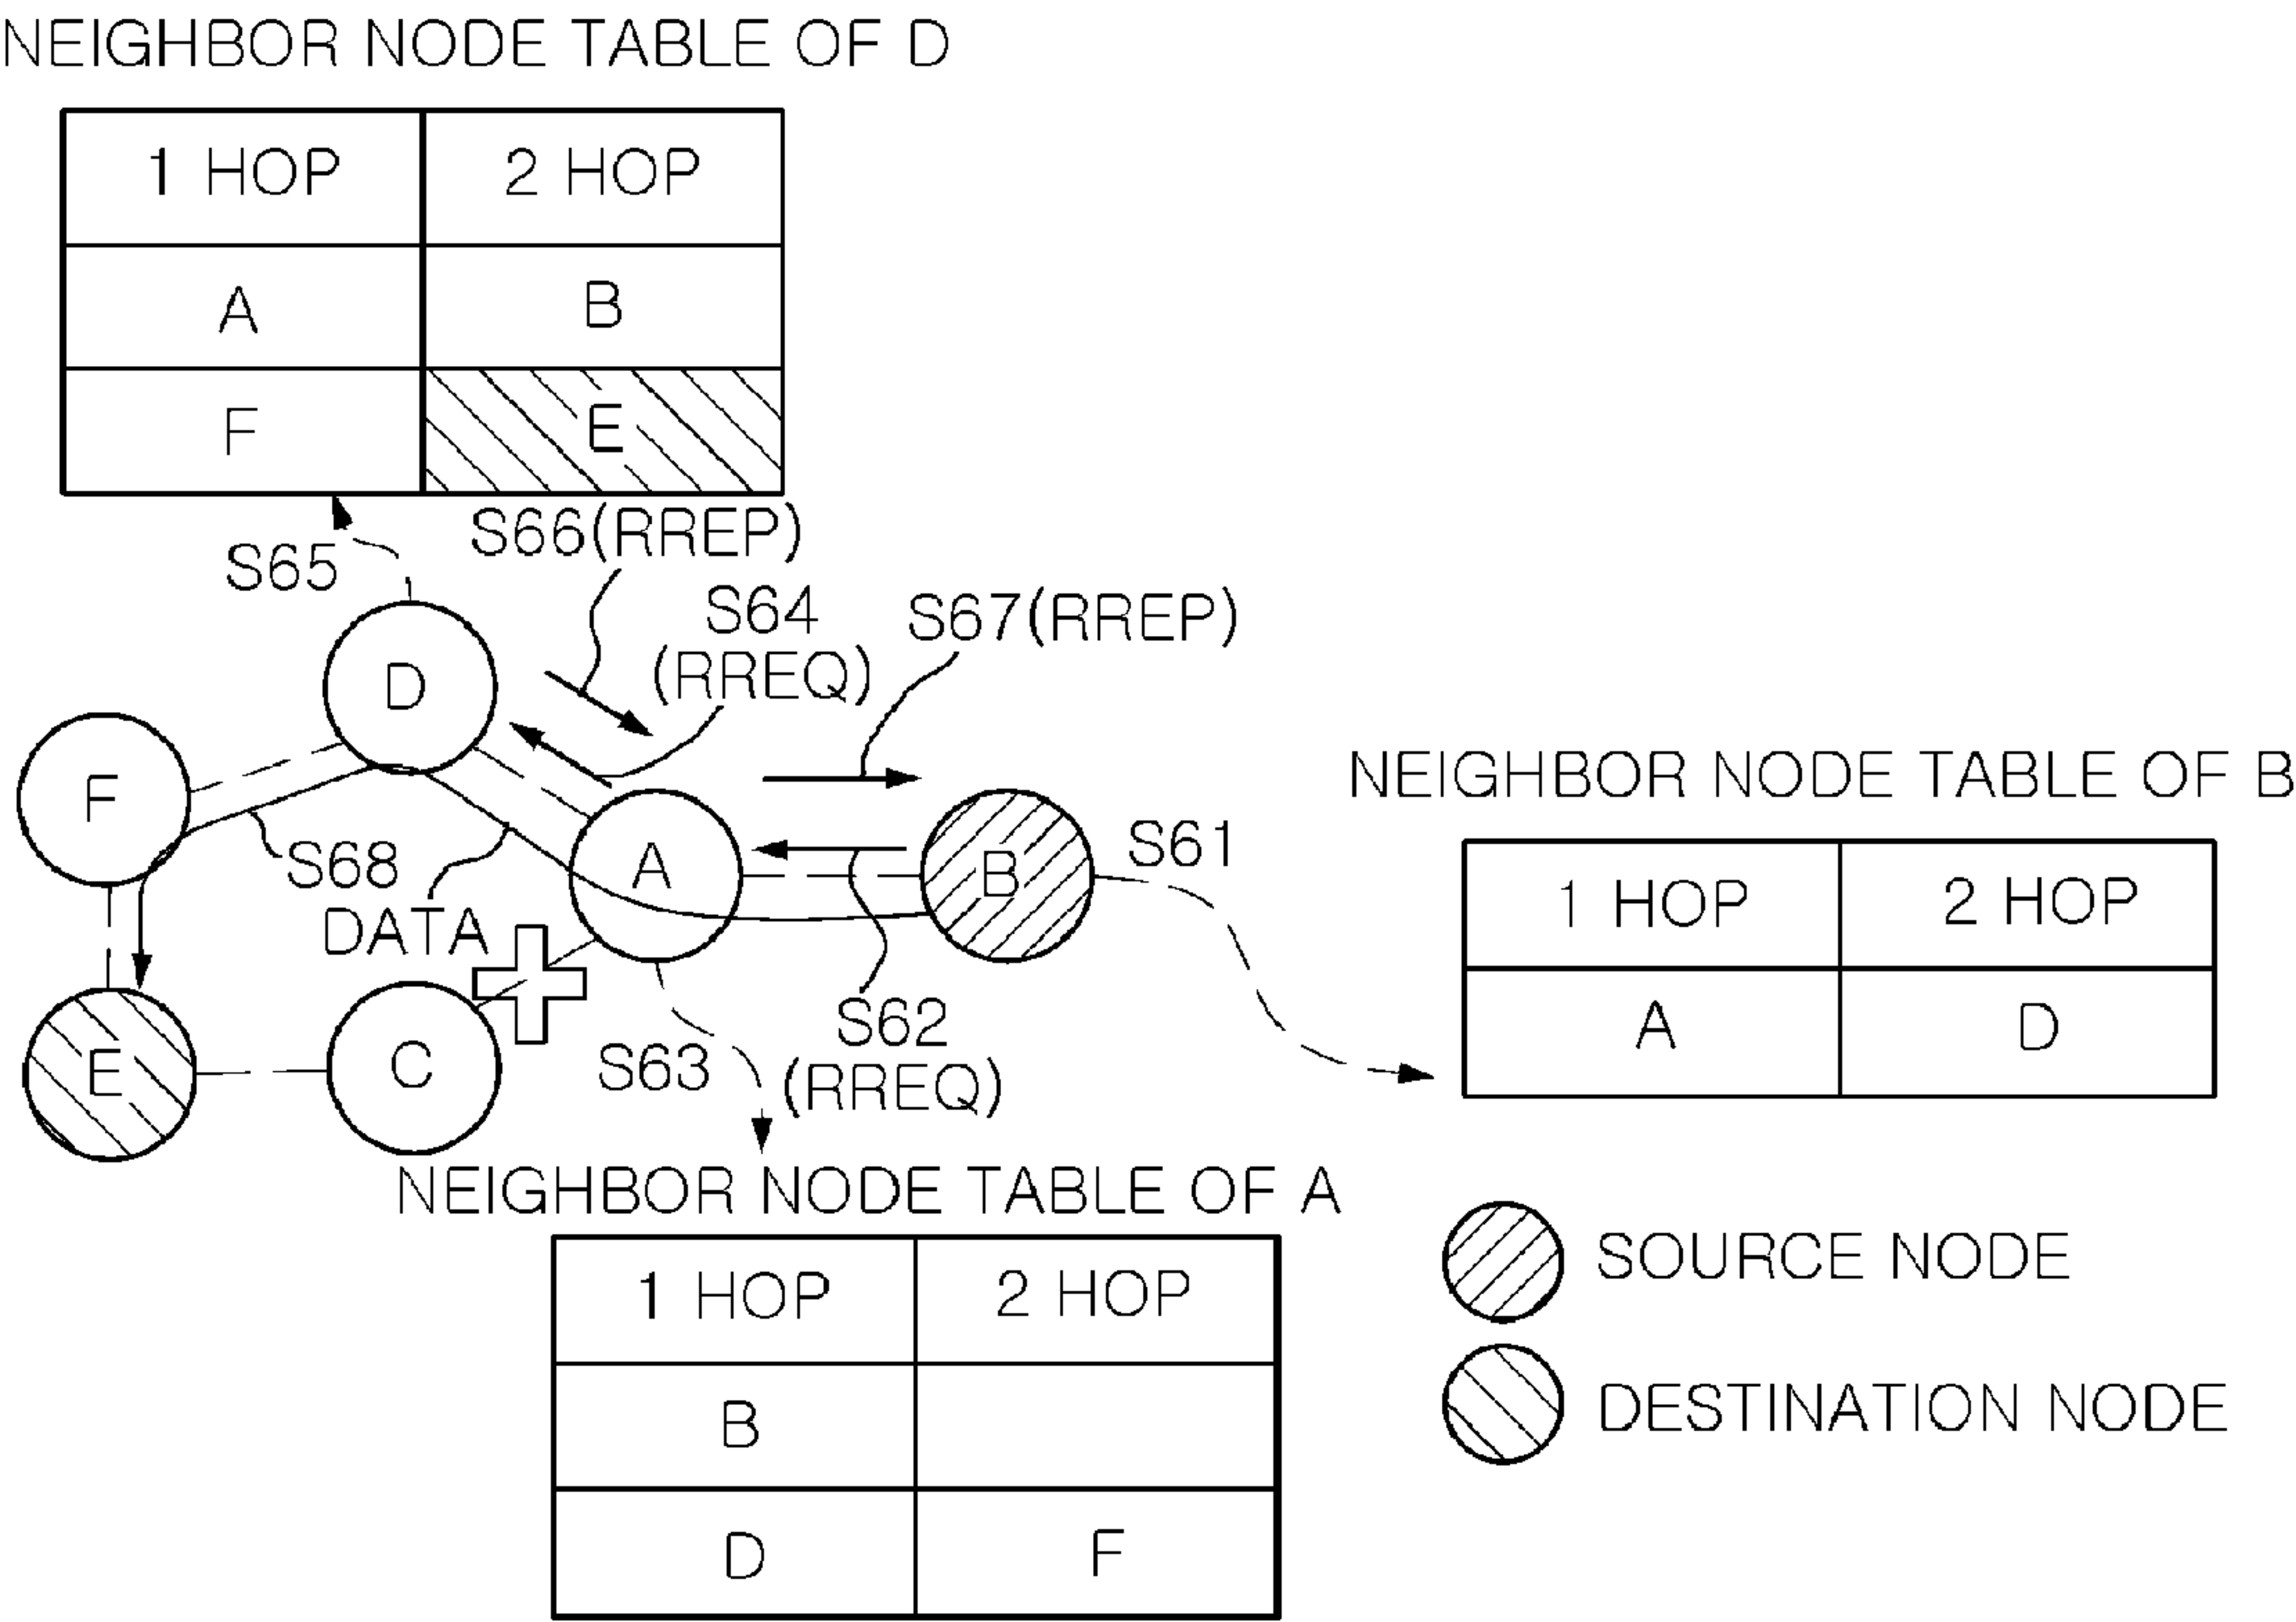 NEIGHBOR NODE TABLE OF D
1 HOP 2 HOP
A B
F E
S65
S66(RREP)
S64
(RREQ)
S67(RREP)
D
F
S68
DATA
A
B
S61
E
C
S62
(RREQ)
S63
NEIGHBOR NODE TABLE OF B
1 HOP 2 HOP
A D
NEIGHBOR NODE TABLE OF A
1 HOP 2 HOP
B
D F
SOURCE NODE
DESTINATION NODE